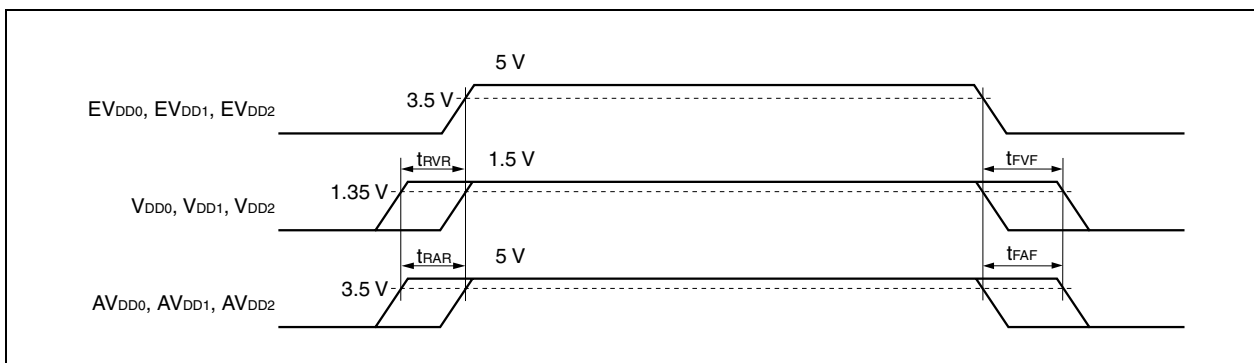 5 V
3.5 V
EVDD0, EVDD1, EVDD2
tRVR
1.5 V
tFVF
1.35 V
VDD0, VDD1, VDD2
tRAR
5 V
tFAF
3.5 V
AVDD0, AVDD1, AVDD2